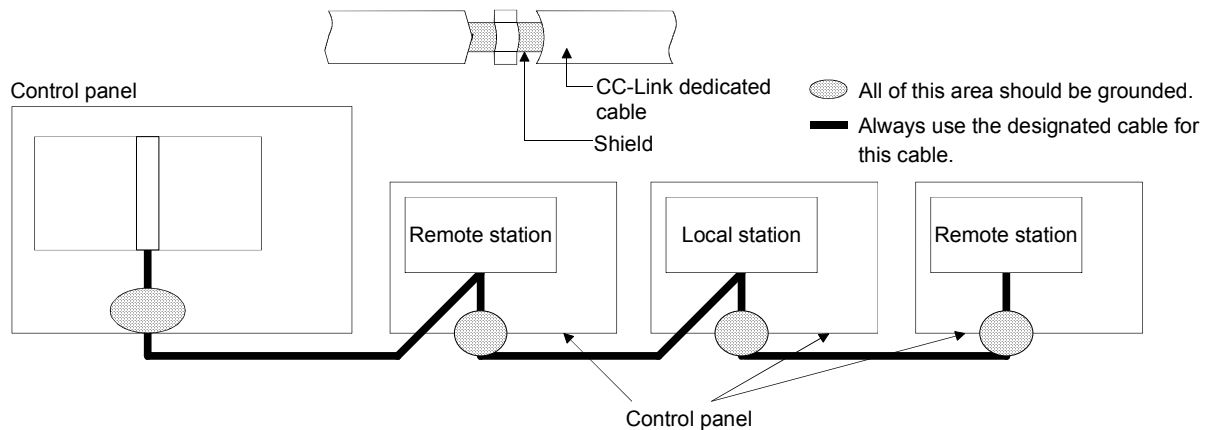 Control panel
CC-Link dedicated
cable
Shield
All of this area should be grounded.
Always use the designated cable for
this cable.
Remote station
Local station
Remote station
Control panel